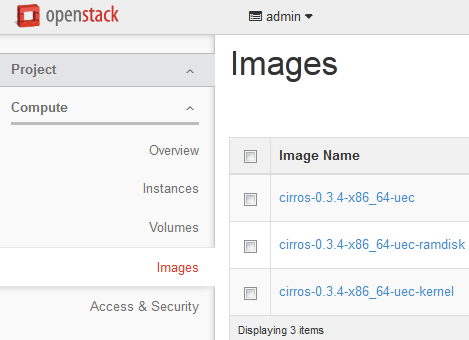 openstack
admin
Project
Compute
Overview
Instances
Volumes
Images
Access & Security
Images
Image Name
cirros-0.3.4-x86_64-uec
cirros-0.3.4-x86_64-uec-ramdisk
cirros-0.3.4-x86_64-uec-kernel
Displaying 3 items